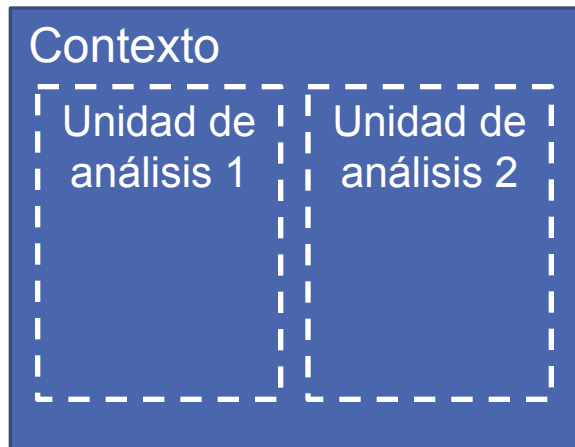 Contexto
Unidad de
análisis 1
Unidad de
análisis 2